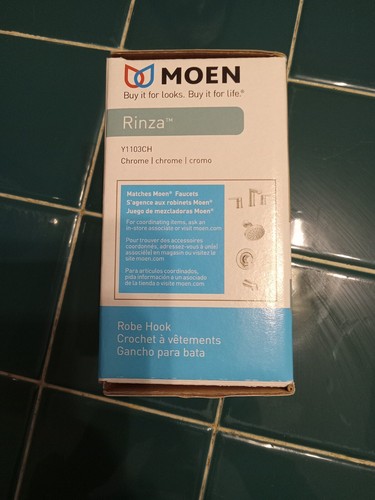 MOEN
Buy it for looks. Buy it for life.®
Rinza™
Y1103CH
Chrome | chrome | cromo
Matches Moen® Faucets
S'agence aux robinets Moen®
Juego de mezcladoras Moen®
For coordinating items, ask an
in-store associate or visit moen.com
Pour trouver des accessoires
coordonnés, adressez-vous à un(e)
associé(e) en magasin ou visitez le
site moen.com
Para artículos coordinados,
pida información a un asociado
de la tienda o visite moen.com
Robe Hook
Crochet à vêtements
Gancho para bata